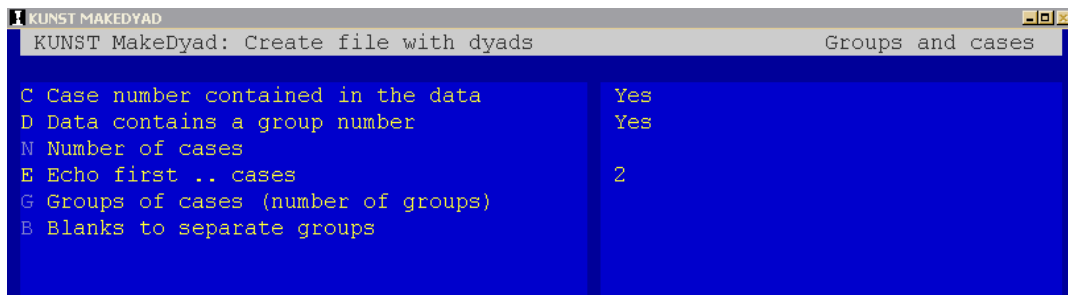 KUNST MAKEDYAD
KUNST MakeDyad: Create file with dyads Groups and cases
C Case number contained in the data Yes
D Data contains a group number Yes
N Number of cases
E Echo first .. cases 2
G Groups of cases (number of groups)
B Blanks to separate groups